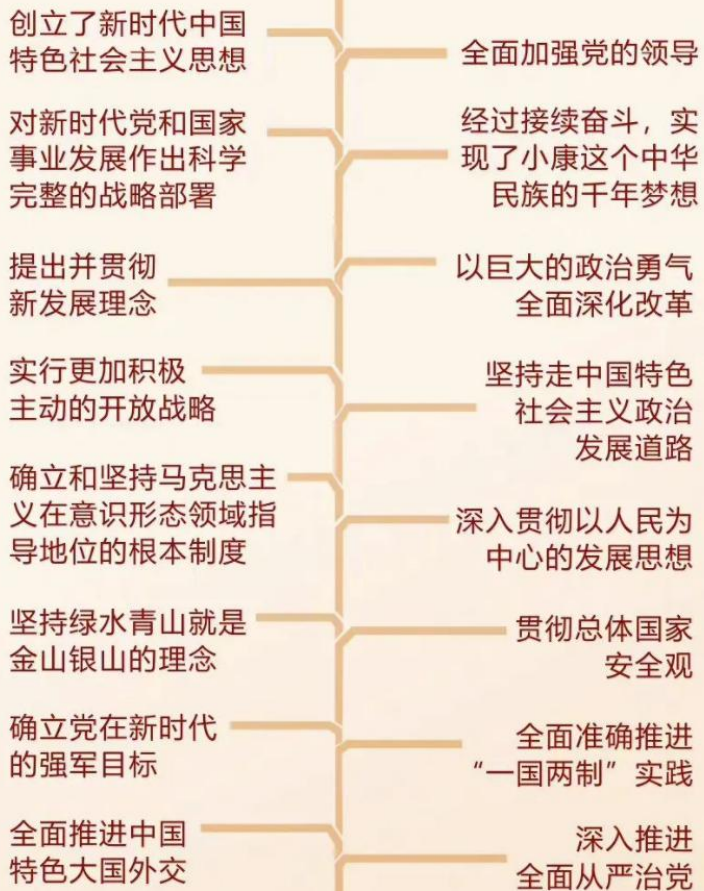 创立了新时代中国
特色社会主义思想
全面加强党的领导
对新时代党和国家
事业发展作出科学
完整的战略部署
经过接续奋斗，实
现了小康这个中华
民族的千年梦想
提出并贯彻
新发展理念
以巨大的政治勇气
全面深化改革
实行更加积极
主动的开放战略
坚持走中国特色
社会主义政治
发展道路
确立和坚持马克思主
义在意识形态领域指
导地位的根本制度
深入贯彻以人民为
中心的发展思想
坚持绿水青山就是
金山银山的理念
贯彻总体国家
安全观
确立党在新时代
的强军目标
全面准确推进
“一国两制”实践
全面推进中国
特色大国外交
深入推进
全面从严治党